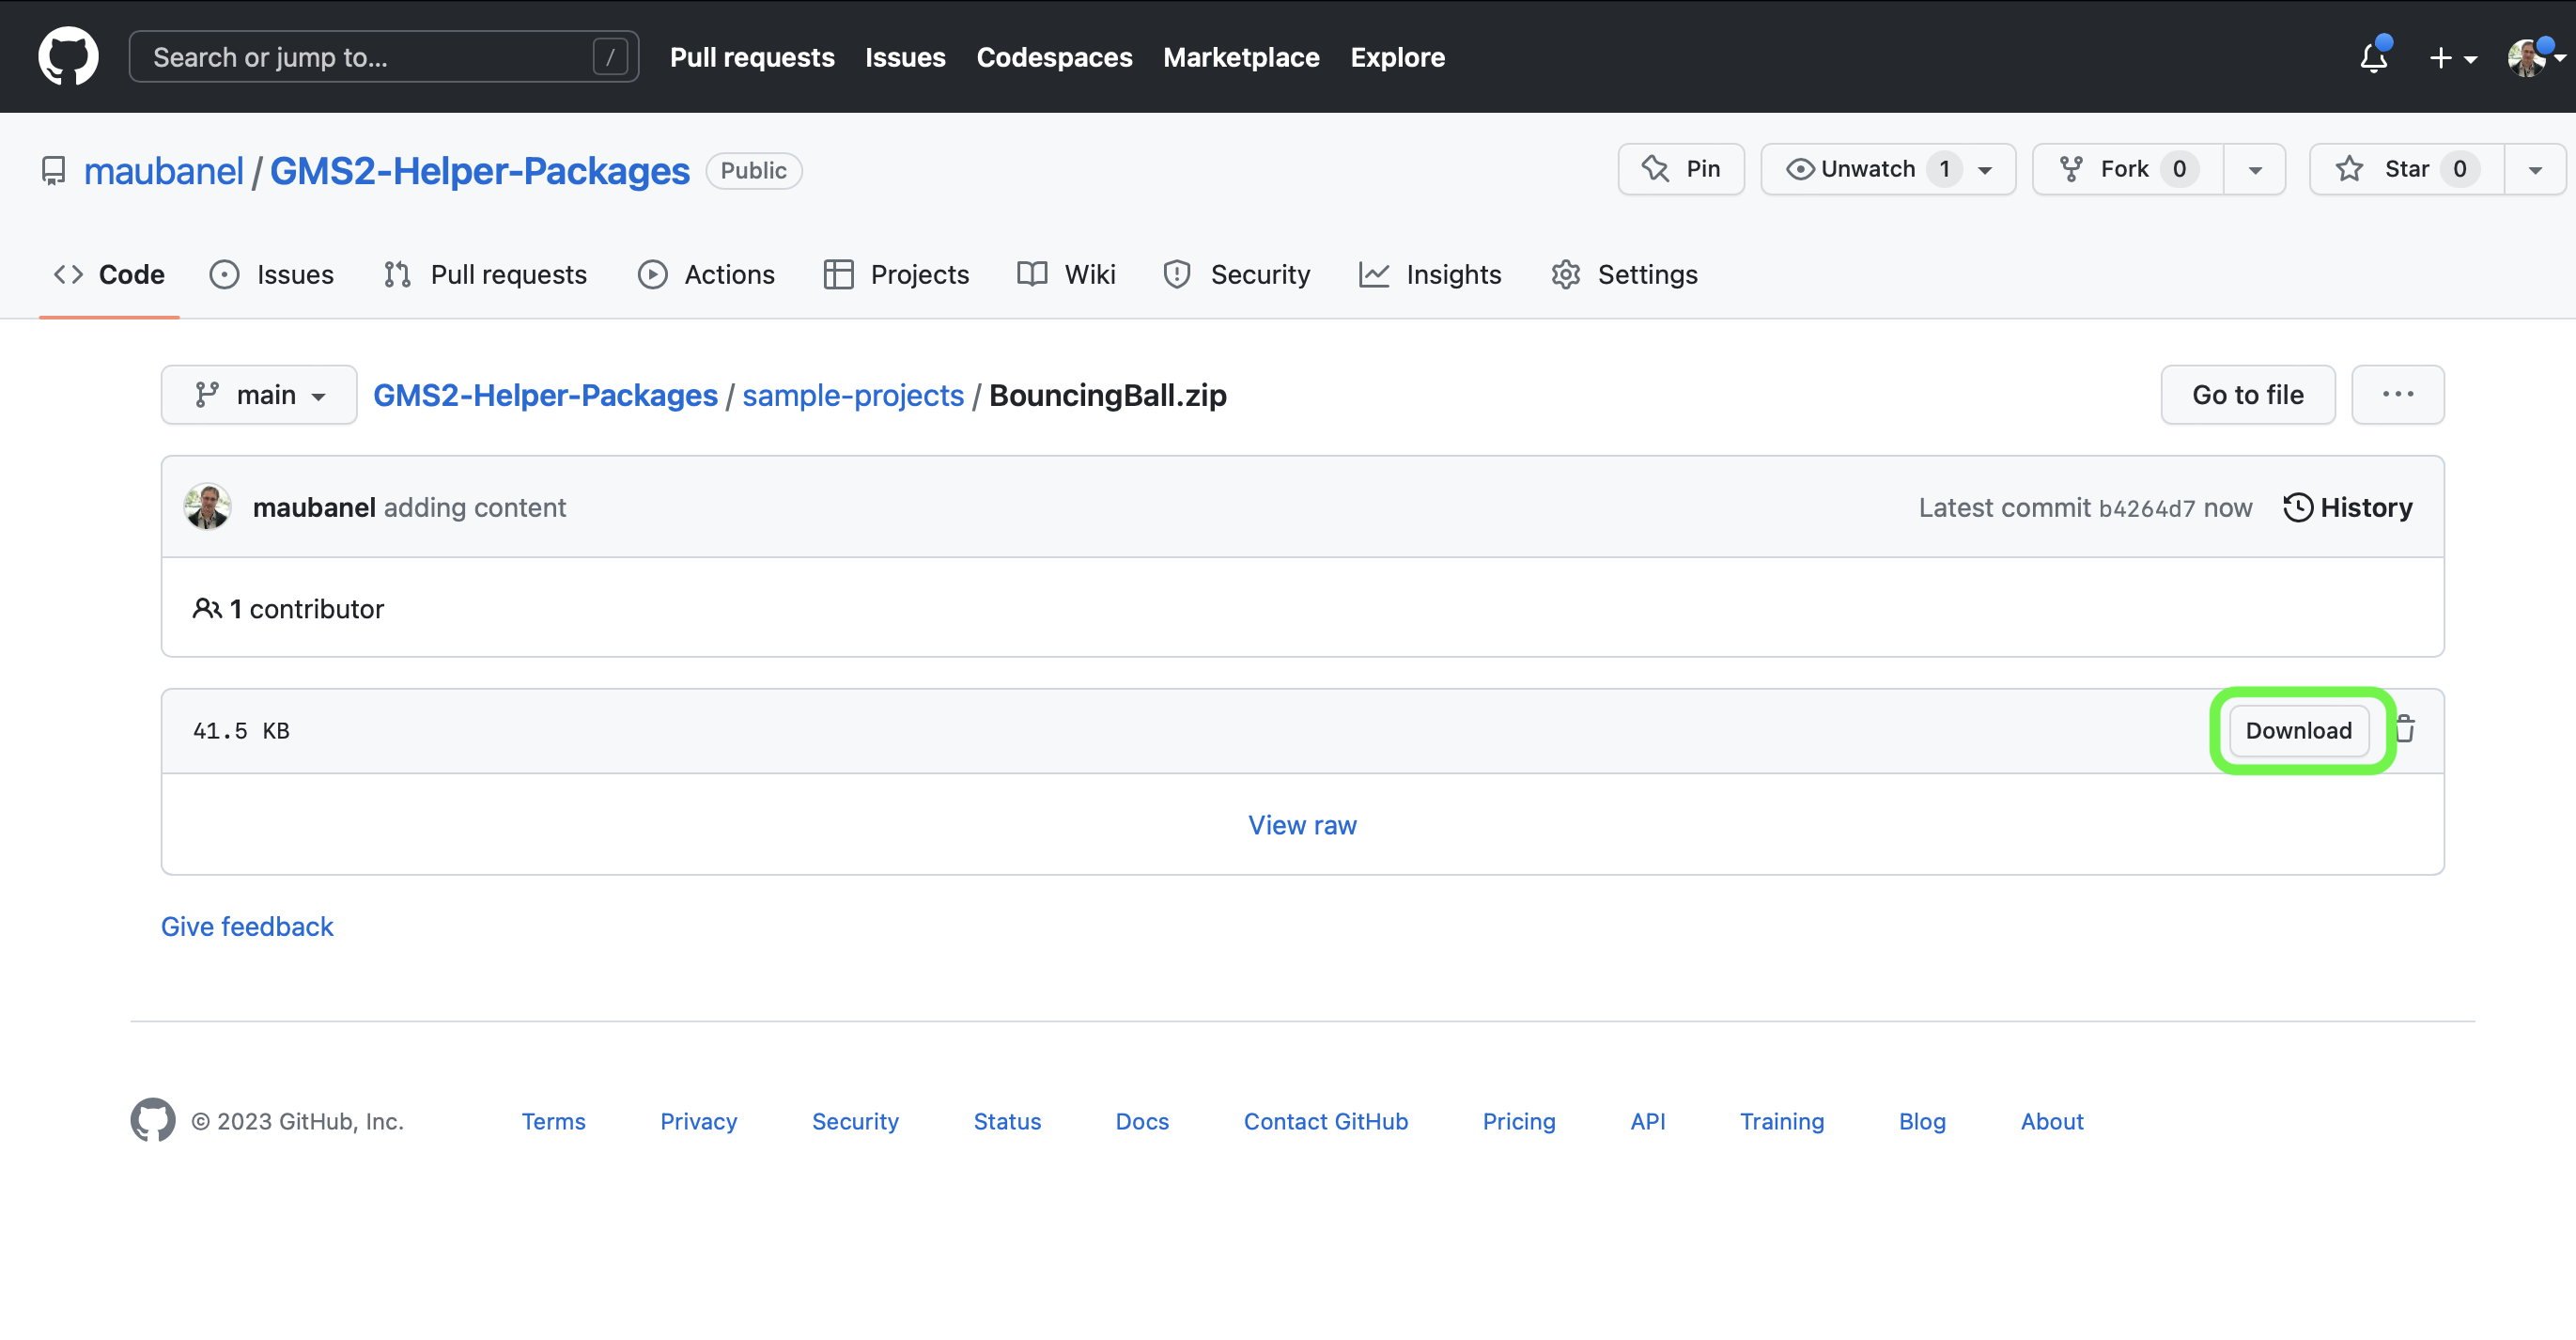 Search or jump to... / Pull requests Issues Codespaces Marketplace Explore
maubanel / GMS2-Helper-Packages Public Pin Unwatch 1 Fork 0 Star 0
Code Issues Pull requests Actions Projects Wiki Security Insights Settings
main GMS2-Helper-Packages / sample-projects / BouncingBall.zip Go to file ...
maubanel adding content Latest commit b4264d7 now History
1 contributor
41.5 KB Download
View raw
Give feedback
© 2023 GitHub, Inc. Terms Privacy Security Status Docs Contact GitHub Pricing API Training Blog About